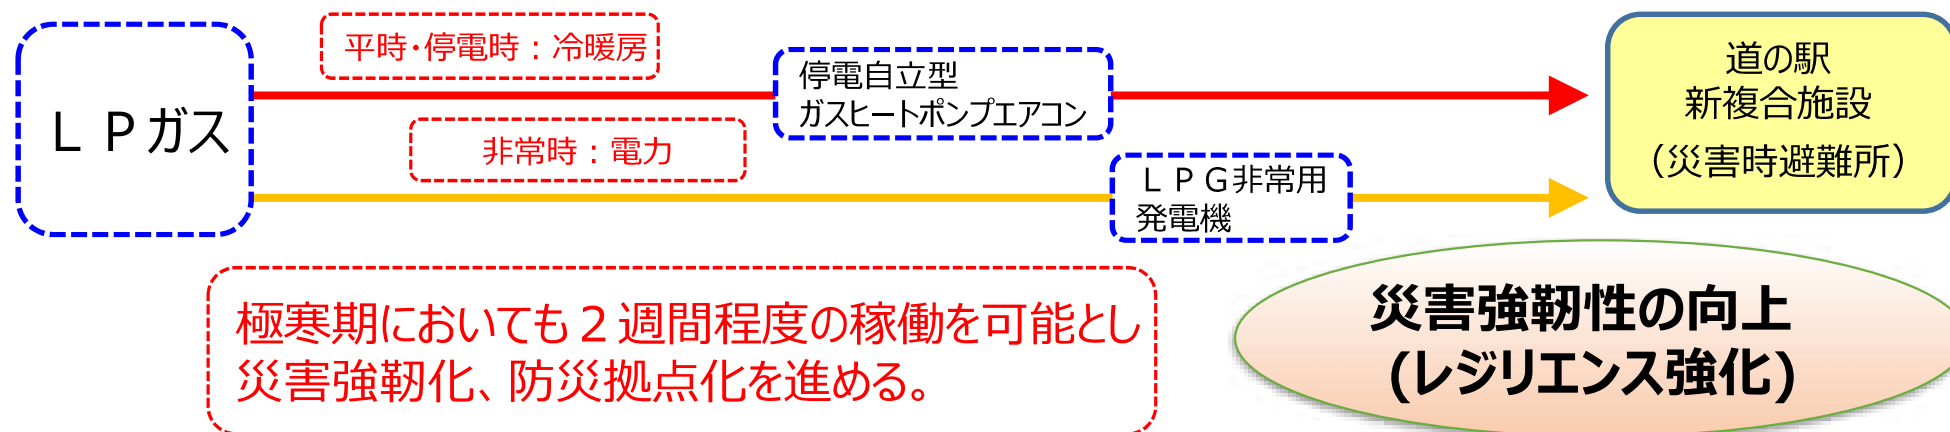 LPガス
平時・停電時：冷暖房
停電自立型
ガスヒートポンプエアコン
非常時：電力
LPG非常用
発電機
道の駅
新複合施設
（災害時避難所）
極寒期においても２週間程度の稼働を可能とし
災害強靭化、防災拠点化を進める。
災害強靭性の向上
(レジリエンス強化)